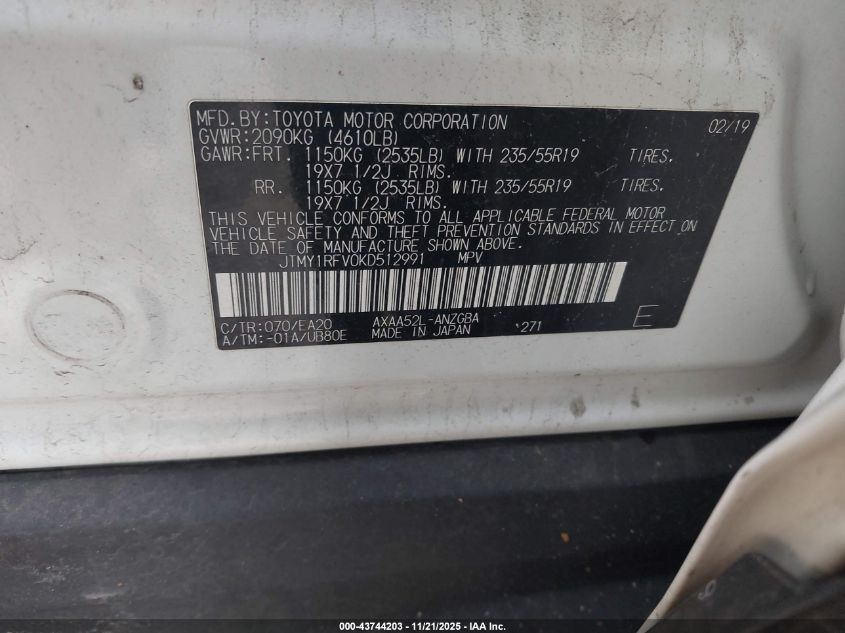 MFD.BY:TOYOTA MOTOR CORPORATION 02/19
GVWR:2090KG (4610LB)
GAWR:FRT. 1150KG (2535LB) WITH 235/55R19 TIRES.
19X7 1/2J RIMS.
RR. 1150KG (2535LB) WITH 235/55R19 TIRES.
19X7 1/2J RIMS.
THIS VEHICLE CONFORMS TO ALL APPLICABLE FEDERAL MOTOR
VEHICLE SAFETY AND THEFT PREVENTION STANDARDS IN EFFECT ON
THE DATE OF MANUFACTURE SHOWN ABOVE.
JTMY1RFV0KD512991 MPV
C/TR:070/EA20 AXAA52L-ANZGBA
A/TM:-01A/UB80E MADE IN JAPAN 271 E
000-43744203 - 11/21/2025 - IAA Inc.